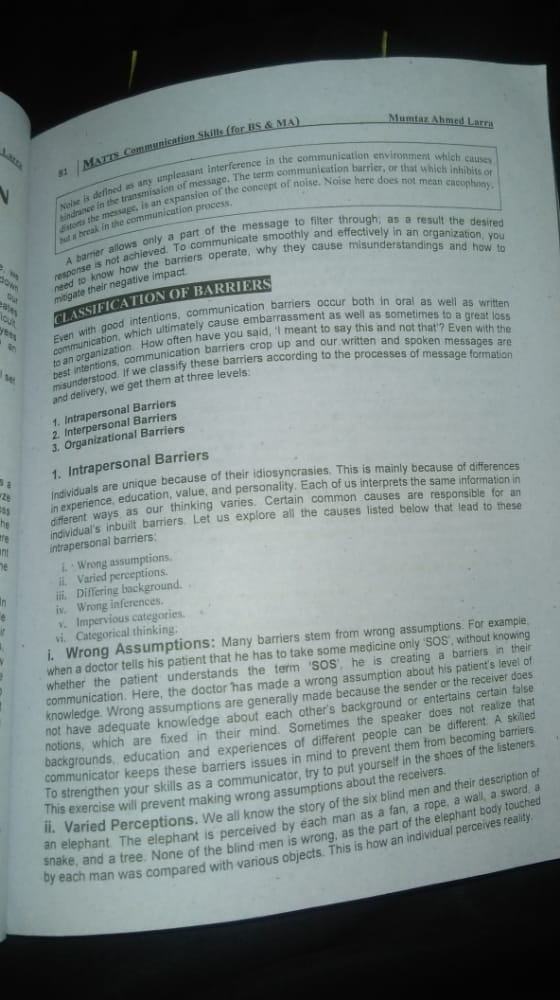 81 | MATTS Communication Skills (for BS & MA) Mumtaz Ahmed Larra
Noise is defined as any unpleasant interference in the communication environment which causes
hindrance in the transmission of message. The term communication barrier, or that which inhibits or
distorts the message, is an expansion of the concept of noise. Noise here does not mean cacophony,
but a break in the communication process.
A barrier allows only a part of the message to filter through; as a result the desired
response is not achieved. To communicate smoothly and effectively in an organization, you
need to know how the barriers operate, why they cause misunderstandings and how to
mitigate their negative impact.
CLASSIFICATION OF BARRIERS
Even with good intentions, communication barriers occur both in oral as well as written
communication, which ultimately cause embarrassment as well as sometimes to a great loss
to an organization. How often have you said, 'I meant to say this and not that'? Even with the
best intentions, communication barriers crop up and our written and spoken messages are
misunderstood. If we classify these barriers according to the processes of message formation
and delivery, we get them at three levels:
1. Intrapersonal Barriers
2. Interpersonal Barriers
3. Organizational Barriers
1. Intrapersonal Barriers
Individuals are unique because of their idiosyncrasies. This is mainly because of differences
in experience, education, value, and personality. Each of us interprets the same information in
different ways as our thinking varies. Certain common causes are responsible for an
individual's inbuilt barriers. Let us explore all the causes listed below that lead to these
intrapersonal barriers:
i. Wrong assumptions.
ii. Varied perceptions.
iii. Differing background.
iv. Wrong inferences.
v. Impervious categories.
vi. Categorical thinking.
i. Wrong Assumptions: Many barriers stem from wrong assumptions. For example,
when a doctor tells his patient that he has to take some medicine only 'SOS', without knowing
whether the patient understands the term 'SOS', he is creating a barriers in their
communication. Here, the doctor has made a wrong assumption about his patient's level of
knowledge. Wrong assumptions are generally made because the sender or the receiver does
not have adequate knowledge about each other's background or entertains certain false
notions, which are fixed in their mind. Sometimes the speaker does not realize that
backgrounds, education and experiences of different people can be different. A skilled
communicator keeps these barriers issues in mind to prevent them from becoming barriers.
To strengthen your skills as a communicator, try to put yourself in the shoes of the listeners.
This exercise will prevent making wrong assumptions about the receivers.
ii. Varied Perceptions. We all know the story of the six blind men and their description of
an elephant. The elephant is perceived by each man as a fan, a rope, a wall, a sword, a
snake, and a tree. None of the blind men is wrong, as the part of the elephant body touched
by each man was compared with various objects. This is how an individual perceives reality.